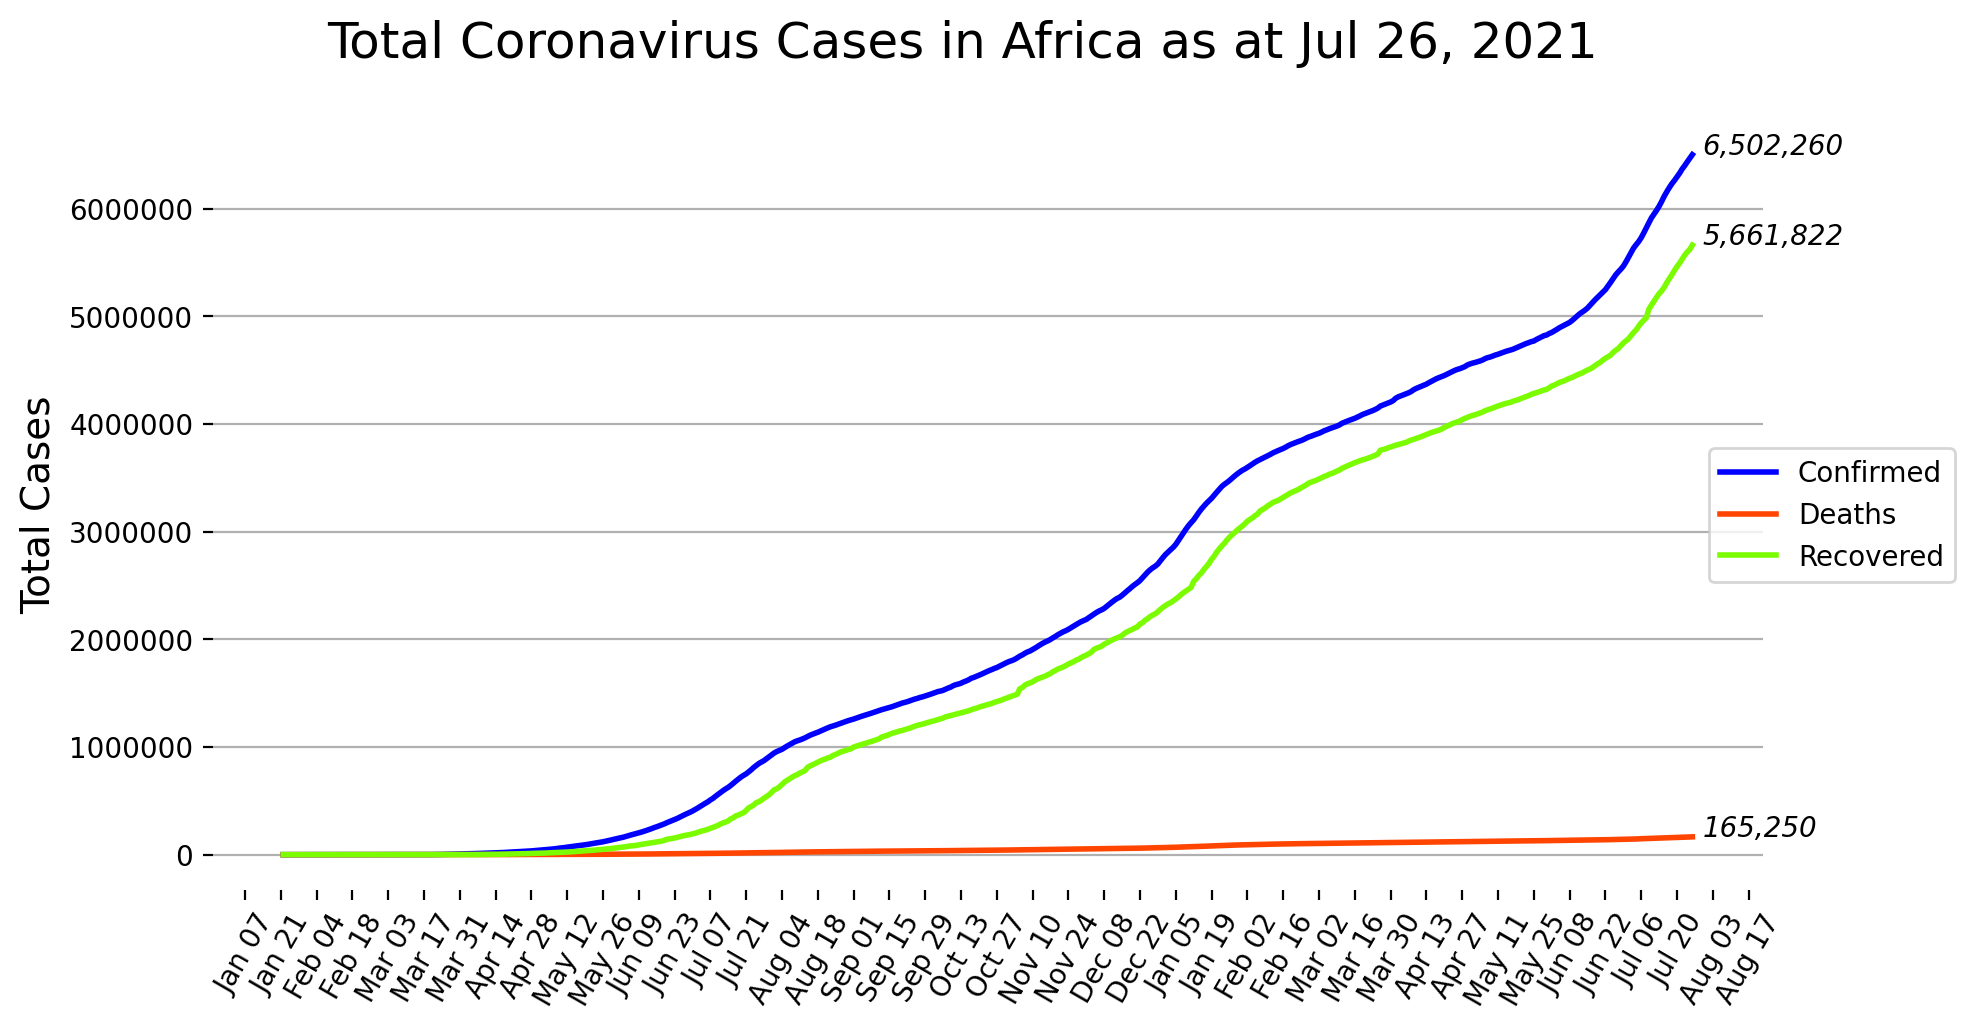 Total Coronavirus Cases in Africa as at Jul 26, 2021
6,502,260
6000000
5,661,822
5000000
4000000
Total Cases
Confirmed
Deaths
Recovered
3000000
2000000
1000000
165,250
0
Jan 07
Jan 21
Feb 04
Feb 18
Mar 03
Mar 17
Mar 31
Apr 14
Apr 28
May 12
May 26
Jun 09
Jun 23
Jul 07
Jul 21
Aug 04
Aug 18
Sep 01
Sep 15
Sep 29
Oct 13
Oct 27
Nov 10
Nov 24
Dec 08
Dec 22
Jan 05
Jan 19
Feb 02
Feb 16
Mar 02
Mar 16
Mar 30
Apr 13
Apr 27
May 11
May 25
Jun 08
Jun 22
Jul 06
Jul 20
Aug 03
Aug 17